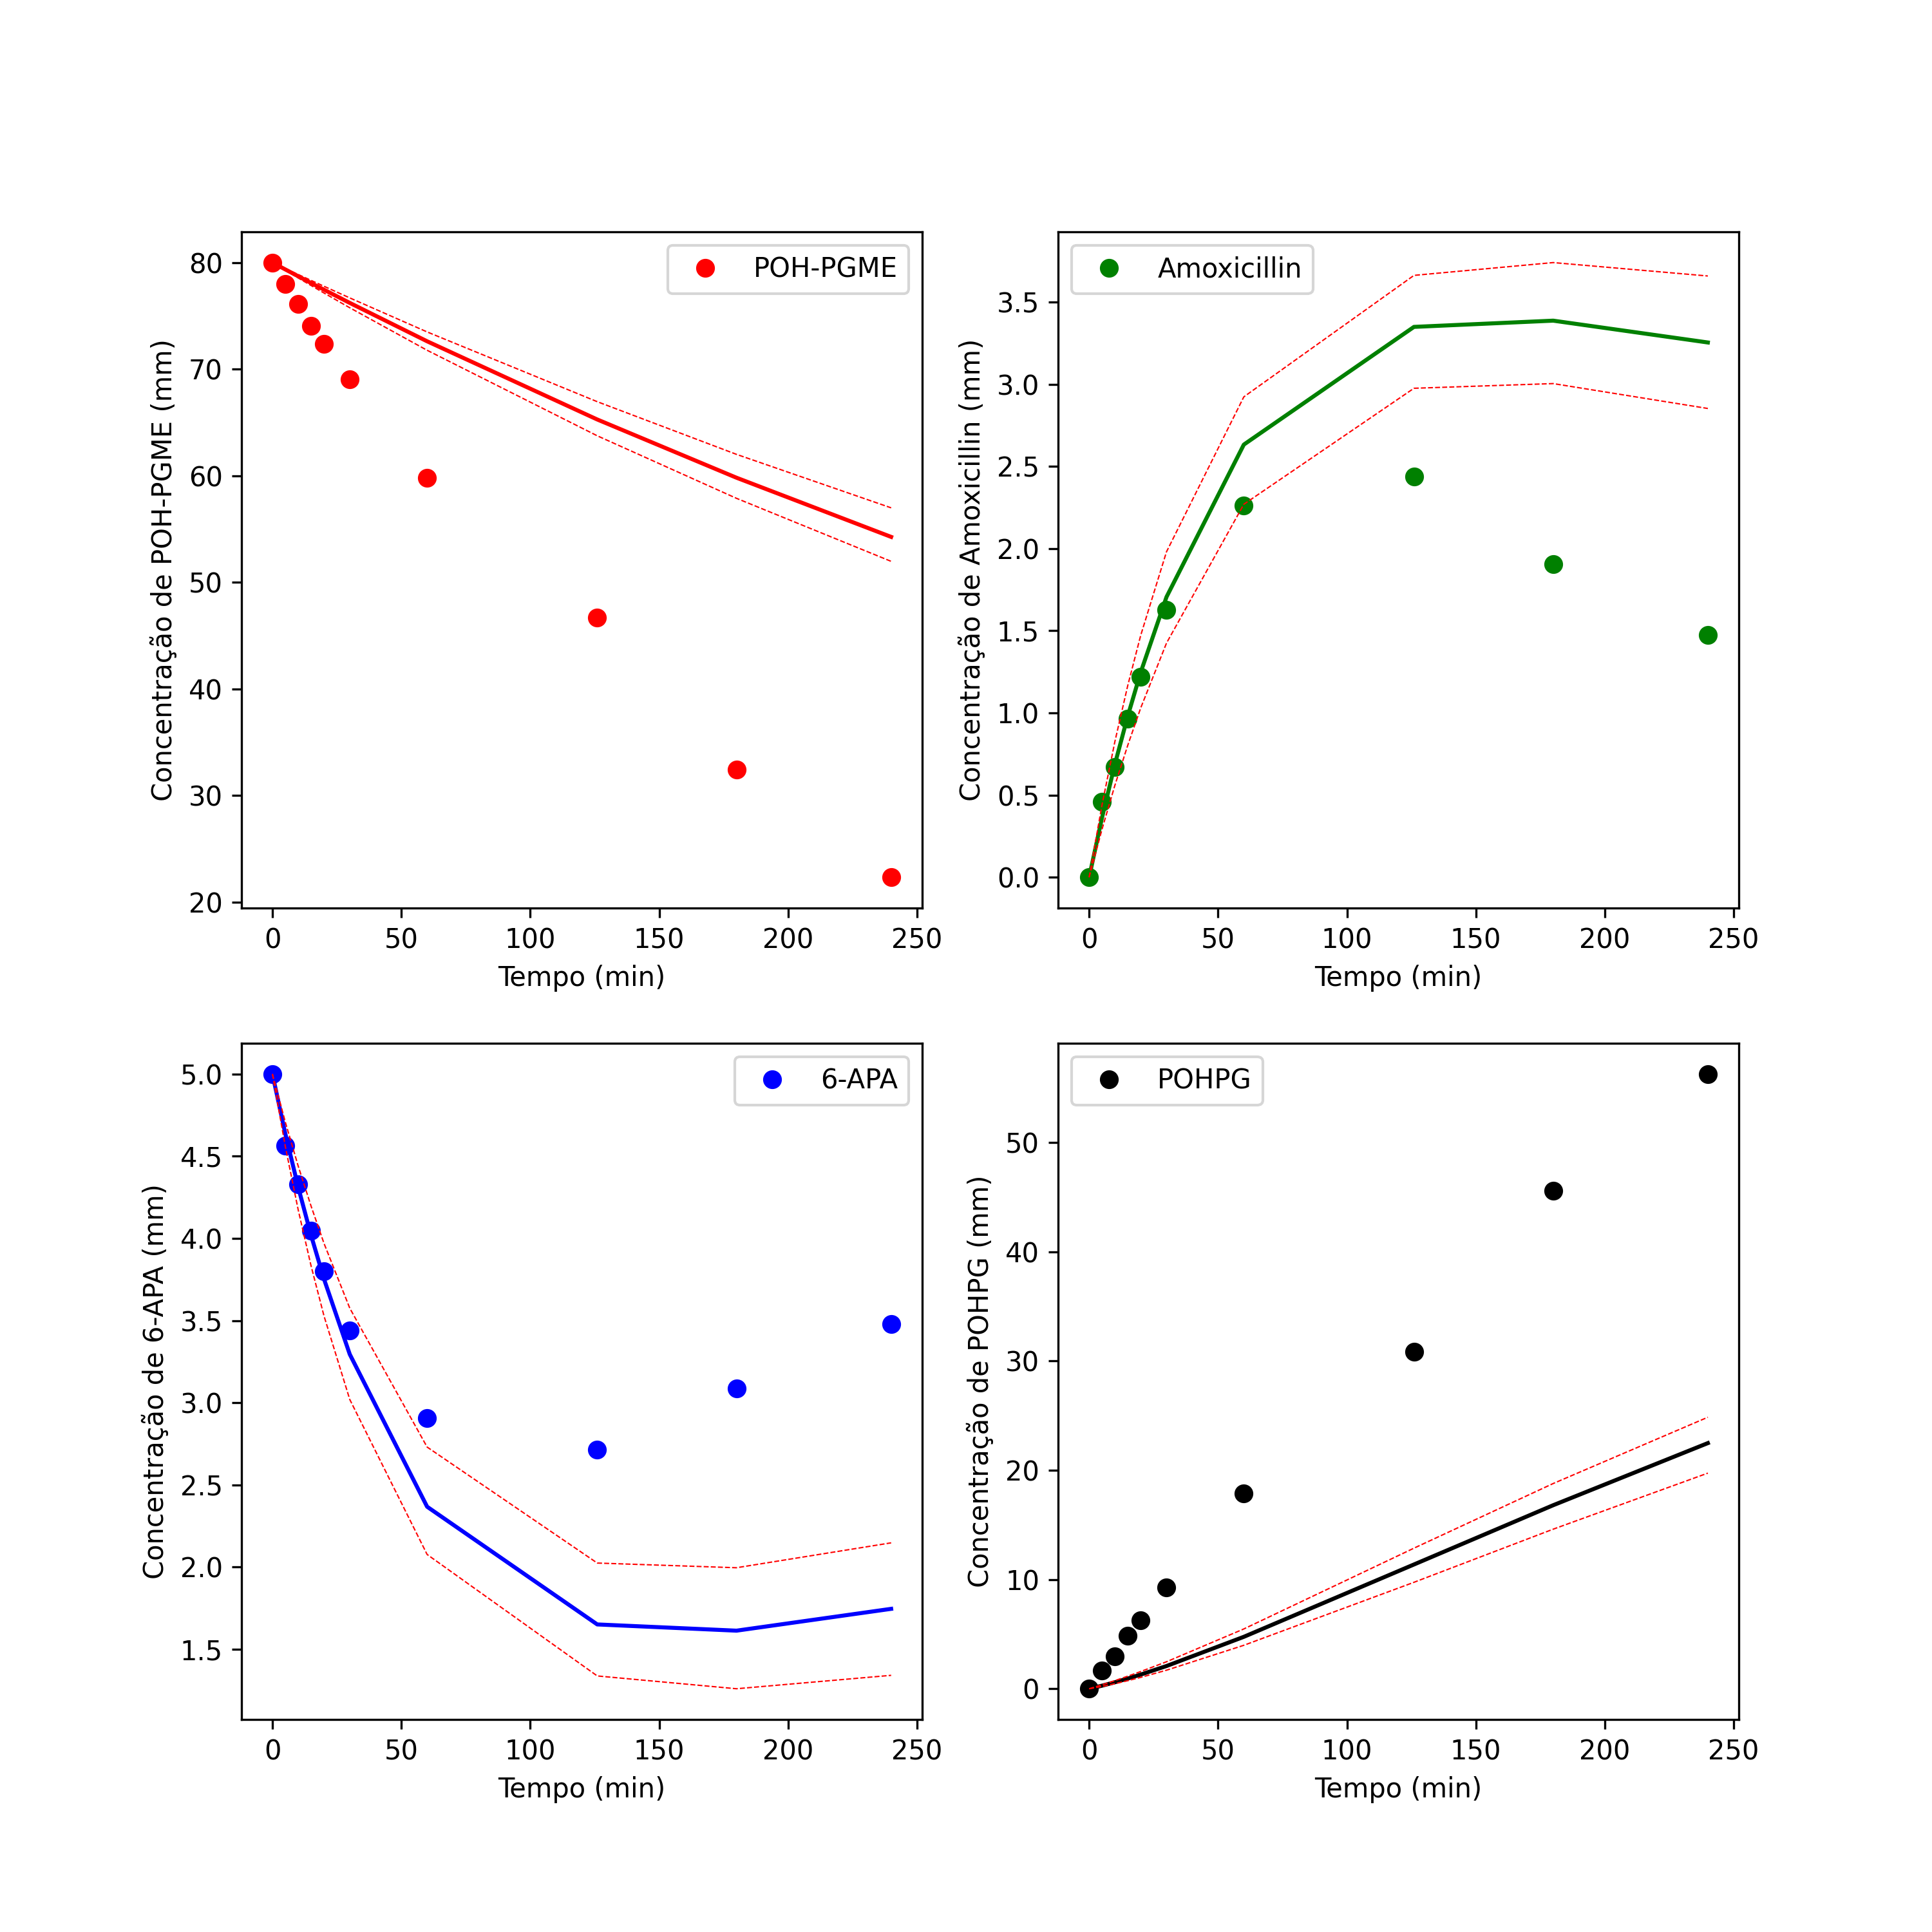 POH-PGME
80
70
60
50
40
30
20
Concentração de POH-PGME (mm)
0 50 100 150 200 250
Tempo (min)
Amoxicillin
3.5
3.0
2.5
2.0
1.5
1.0
0.5
0.0
Concentração de Amoxicillin (mm)
0 50 100 150 200 250
Tempo (min)
6-APA
5.0
4.5
4.0
3.5
3.0
2.5
2.0
1.5
Concentração de 6-APA (mm)
0 50 100 150 200 250
Tempo (min)
POHPG
50
40
30
20
10
0
Concentração de POHPG (mm)
0 50 100 150 200 250
Tempo (min)